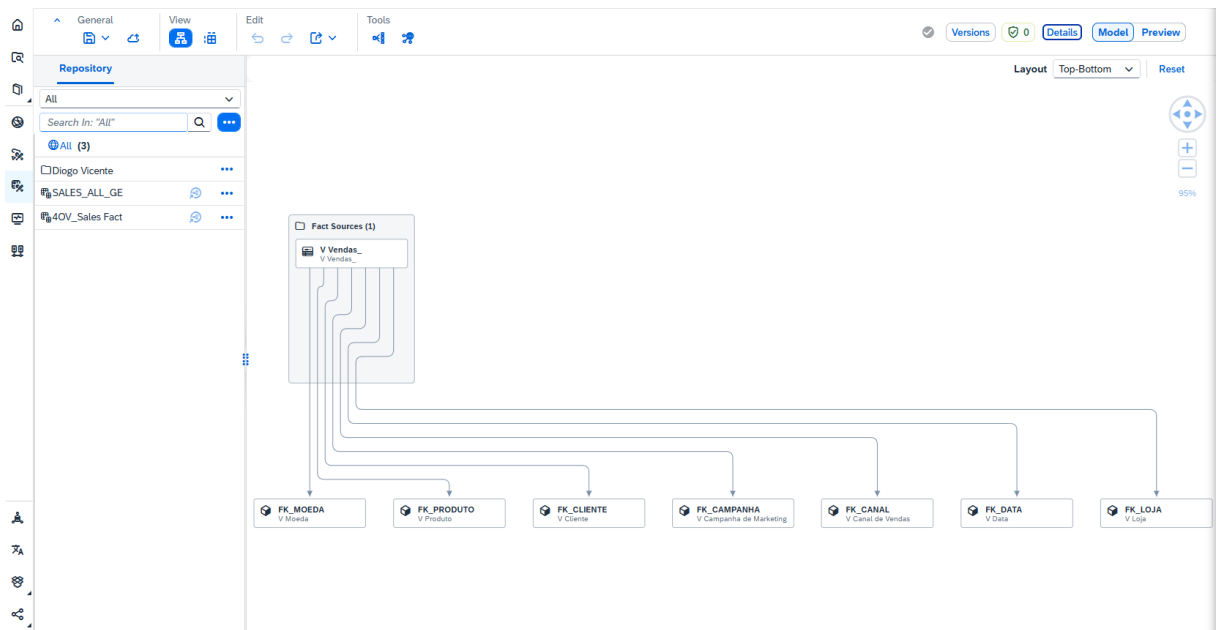 General
View
Edit
Tools
Versions
0
Details
Model
Preview
Repository
Layout
Top-Bottom
Reset
All
Search In: "All"
All (3)
Diogo Vicente
SALES_ALL_GE
4OV_Sales Fact
95%
Fact Sources (1)
V Vendas_
V Vendas_
FK_MOEDA
V Moeda
FK_PRODUTO
V Produto
FK_CLIENTE
V Cliente
FK_CAMPANHA
V Campanha de Marketing
FK_CANAL
V Canal de Vendas
FK_DATA
V Data
FK_LOJA
V Loja